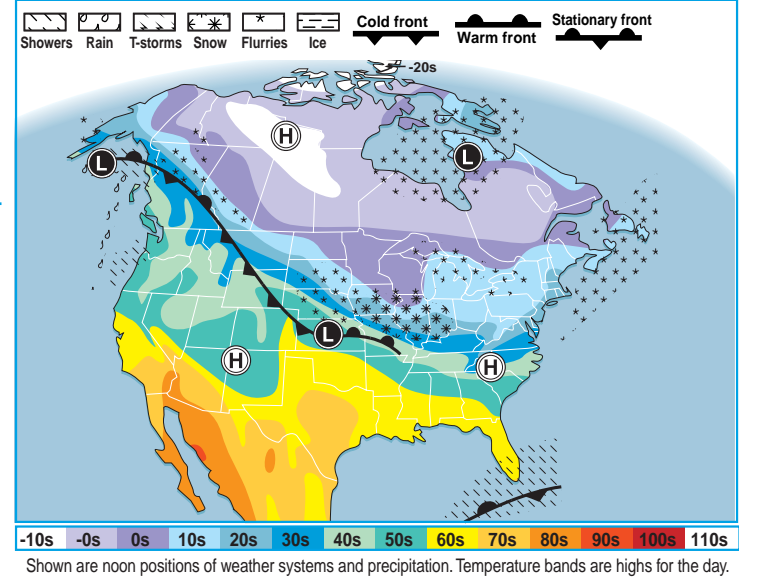 Showers Rain T-storms Snow Flurries Ice Cold front Warm front Stationary front
-20s
H
L
L
L
H
H
-10s -0s 0s 10s 20s 30s 40s 50s 60s 70s 80s 90s 100s 110s
Shown are noon positions of weather systems and precipitation. Temperature bands are highs for the day.